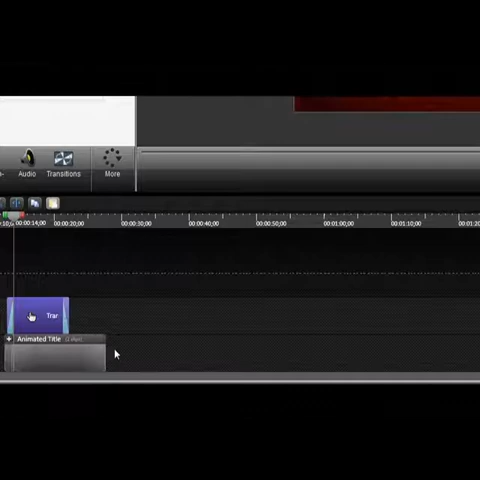 Audio
Transitions
More
00:00:14;00
00:00:20;00
00:00:30;00
00:00:40;00
00:00:50;00
00:01:00;00
00:01:10;00
00:01:20
Trar
Animated Title